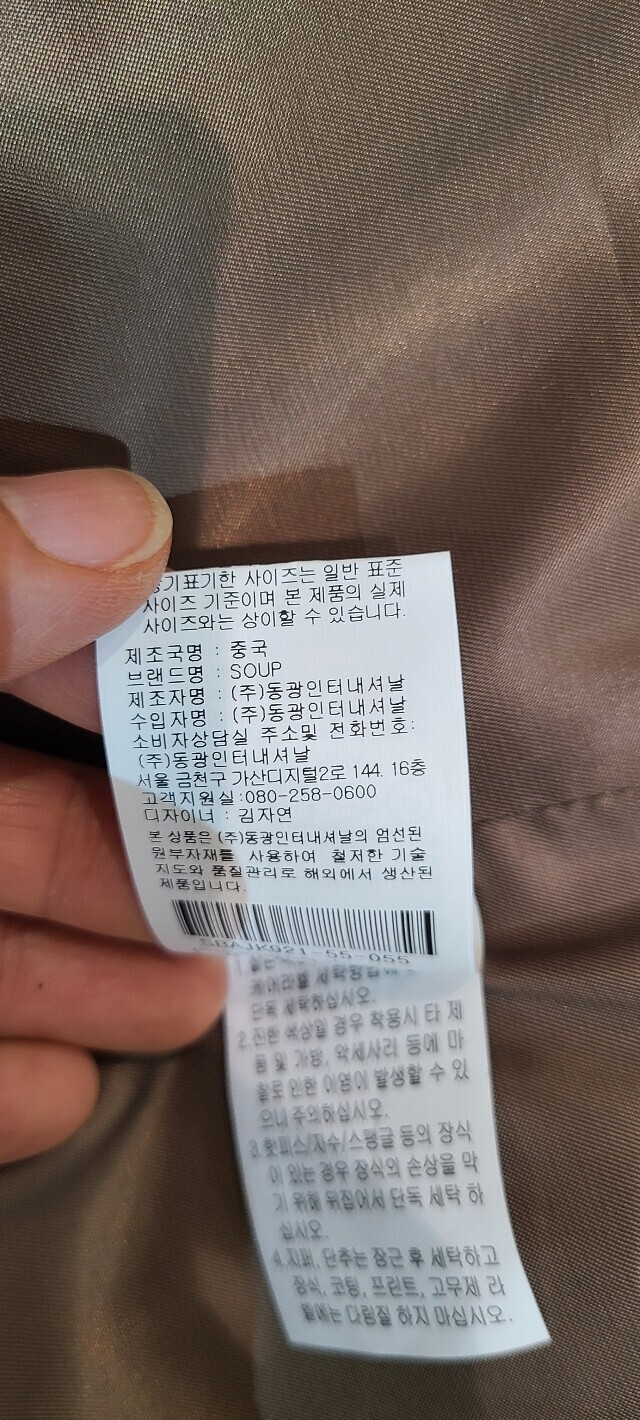 상기표기한 사이즈는 일반 표준
사이즈 기준이며 본 제품의 실제
사이즈와는 상이할 수 있습니다.
제조국명 : 중국
브랜드명 : SOUP
제조자명 : (주)동광인터내셔날
수입자명 : (주)동광인터내셔날
소비자상담실 주소및 전화번호:
(주)동광인터내셔날
서울 금천구 가산디지털2로 144. 16층
고객지원실:080-258-0600
디자이너 : 김자연
본 상품은 (주)동광인터내셔날의 엄선된
원부자재를 사용하여 철저한 기술
지도와 품질관리로 해외에서 생산된
제품입니다.
55-055
케어라벨
단독 세탁하십시오.
2.진한 색상일 경우 착용시 타 제
품 및 가방, 악세사리 등에 마
찰로 인한 이염이 발생할 수 있
으니 주의하십시오.
3.핫피스/자수/스팽글 등의 장식
이 있는 경우 장식의 손상을 막
기 위해 뒤집어서 단독 세탁 하
십시오.
4.지퍼, 단추는 잠근 후 세탁하고
장식, 코팅, 프린트, 고무제 라
벨에는 다림질 하지 마십시오.